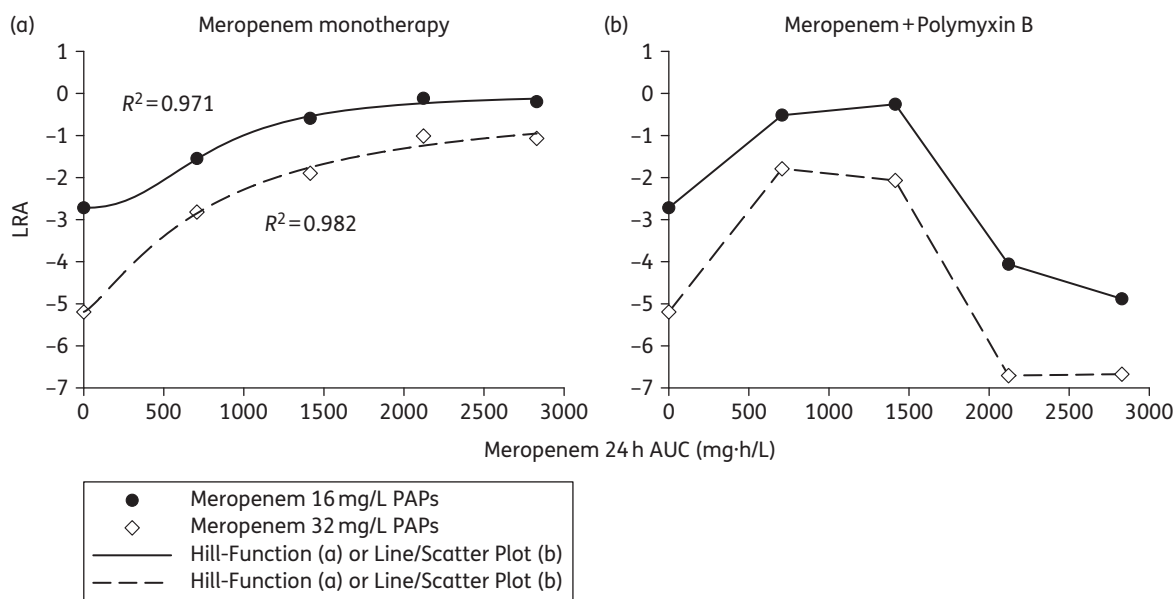 (a) Meropenem monotherapy
(b) Meropenem + Polymyxin B
LRA
1
0
−1
−2
−3
−4
−5
−6
−7
R² = 0.971
R² = 0.982
0 500 1000 1500 2000 2500 3000
1
0
−1
−2
−3
−4
−5
−6
−7
0 500 1000 1500 2000 2500 3000
Meropenem 24 h AUC (mg·h/L)
Meropenem 16 mg/L PAPs
Meropenem 32 mg/L PAPs
Hill-Function (a) or Line/Scatter Plot (b)
Hill-Function (a) or Line/Scatter Plot (b)